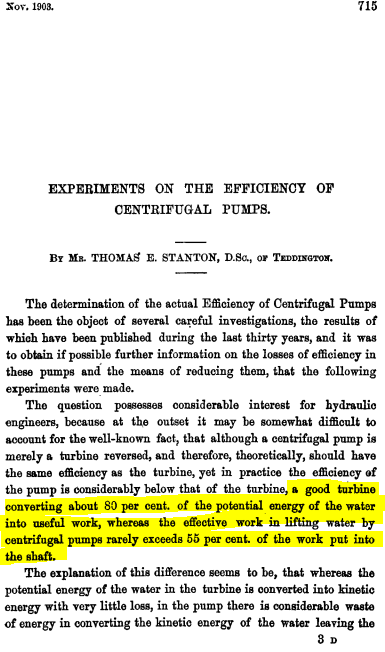 Nov. 1903.
715
EXPERIMENTS ON THE EFFICIENCY OF
CENTRIFUGAL PUMPS.
By Mr. THOMAS E. STANTON, D.Sc., of Teddington.
The determination of the actual Efficiency of Centrifugal Pumps
has been the object of several careful investigations, the results of
which have been published during the last thirty years, and it was
to obtain if possible further information on the losses of efficiency in
these pumps and the means of reducing them, that the following
experiments were made.
The question possesses considerable interest for hydraulic
engineers, because at the outset it may be somewhat difficult to
account for the well-known fact, that although a centrifugal pump is
merely a turbine reversed, and therefore, theoretically, should have
the same efficiency as the turbine, yet in practice the efficiency of
the pump is considerably below that of the turbine, a good turbine
converting about 80 per cent. of the potential energy of the water
into useful work, whereas the effective work in lifting water by
centrifugal pumps rarely exceeds 55 per cent. of the work put into
the shaft.
The explanation of this difference seems to be, that whereas the
potential energy of the water in the turbine is converted into kinetic
energy with very little loss, in the pump there is considerable waste
of energy in converting the kinetic energy of the water leaving the
3 D